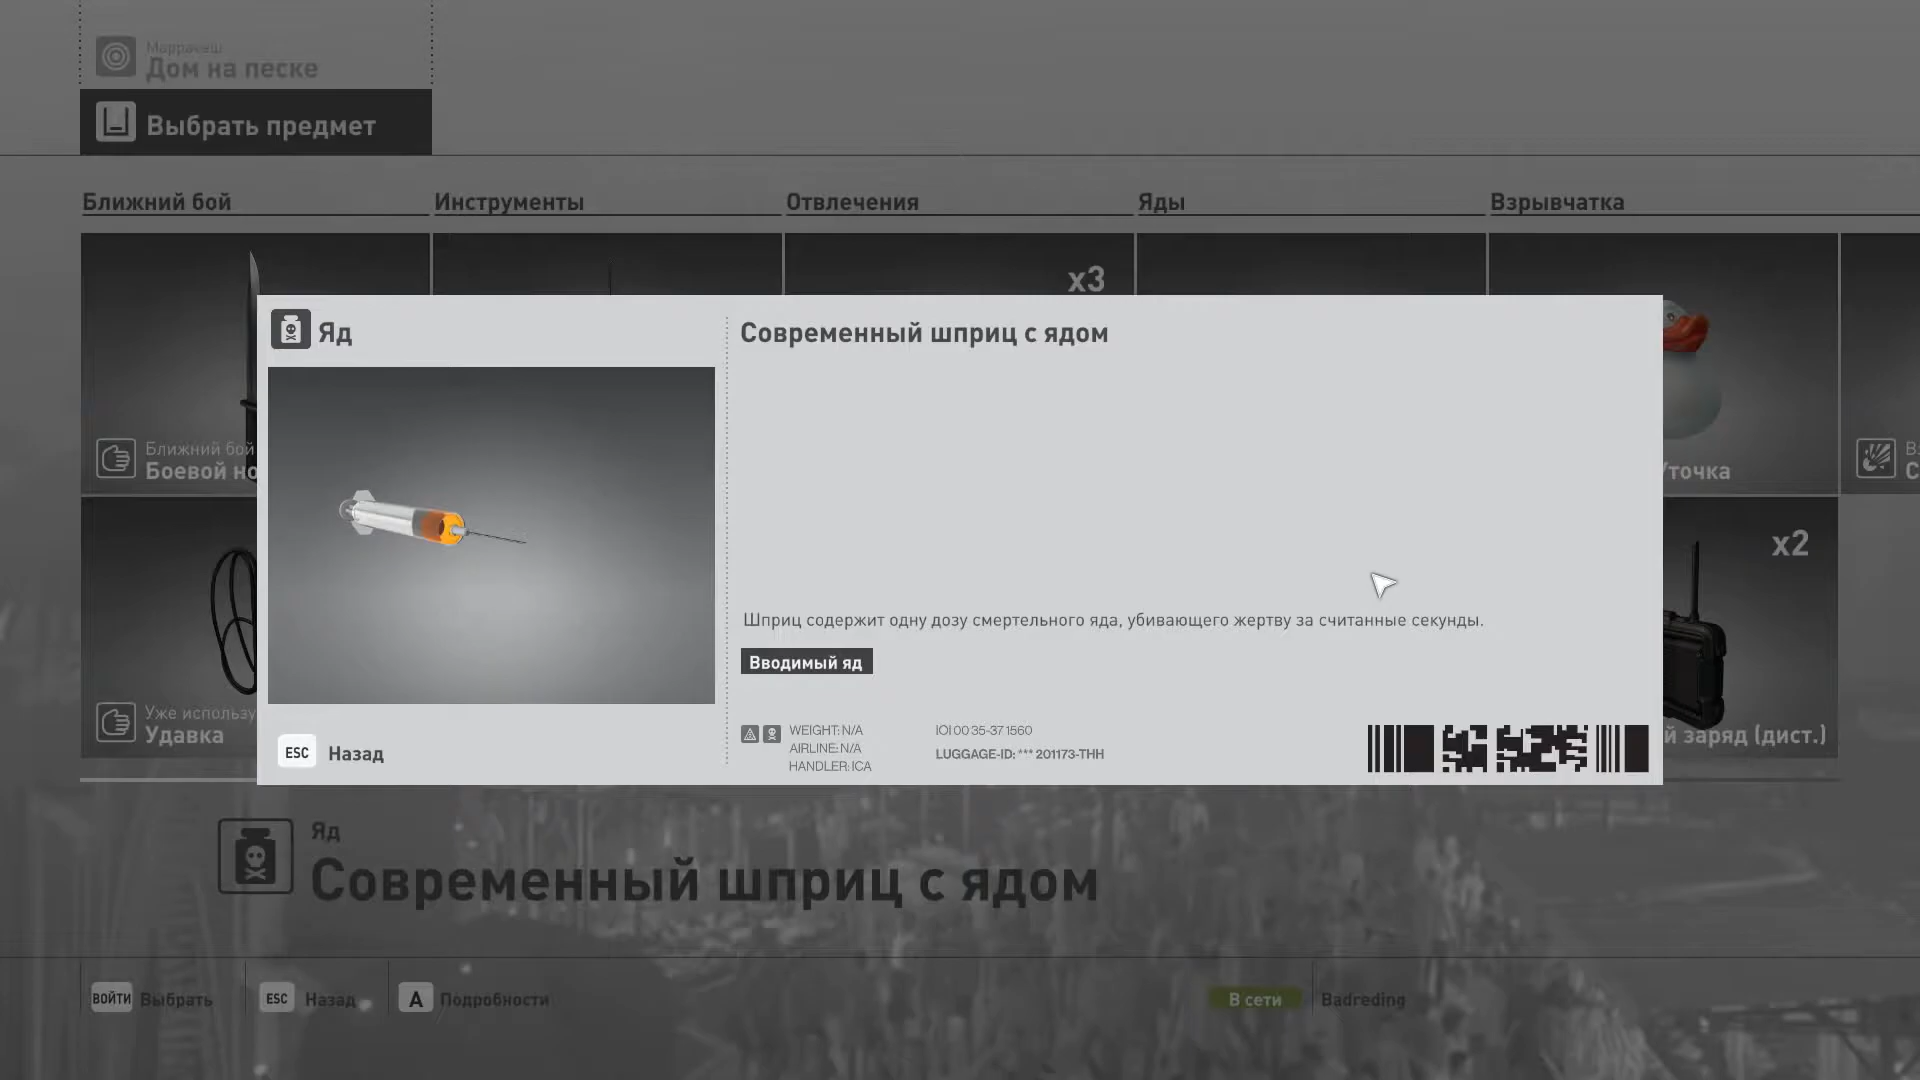 Марракеш
Дом на песке
Выбрать предмет
Ближний бой
Инструменты
Отвлечения
Яды
Взрывчатка
x3
Ближний бой
Боевой но
Уже использу
Удавка
Уточка
x2
й заряд (дист.)
Яд
Современный шприц с ядом
Шприц содержит одну дозу смертельного яда, убивающего жертву за считанные секунды.
Вводимый яд
WEIGHT: N/A
AIRLINE: N/A
HANDLER: ICA
IOI 00 35-37 1560
LUGGAGE-ID: *** 201173-THH
ESC Назад
Яд
Современный шприц с ядом
ВОЙТИ Выбрать
ESC Назад
A Подробности
В сети
Badreding